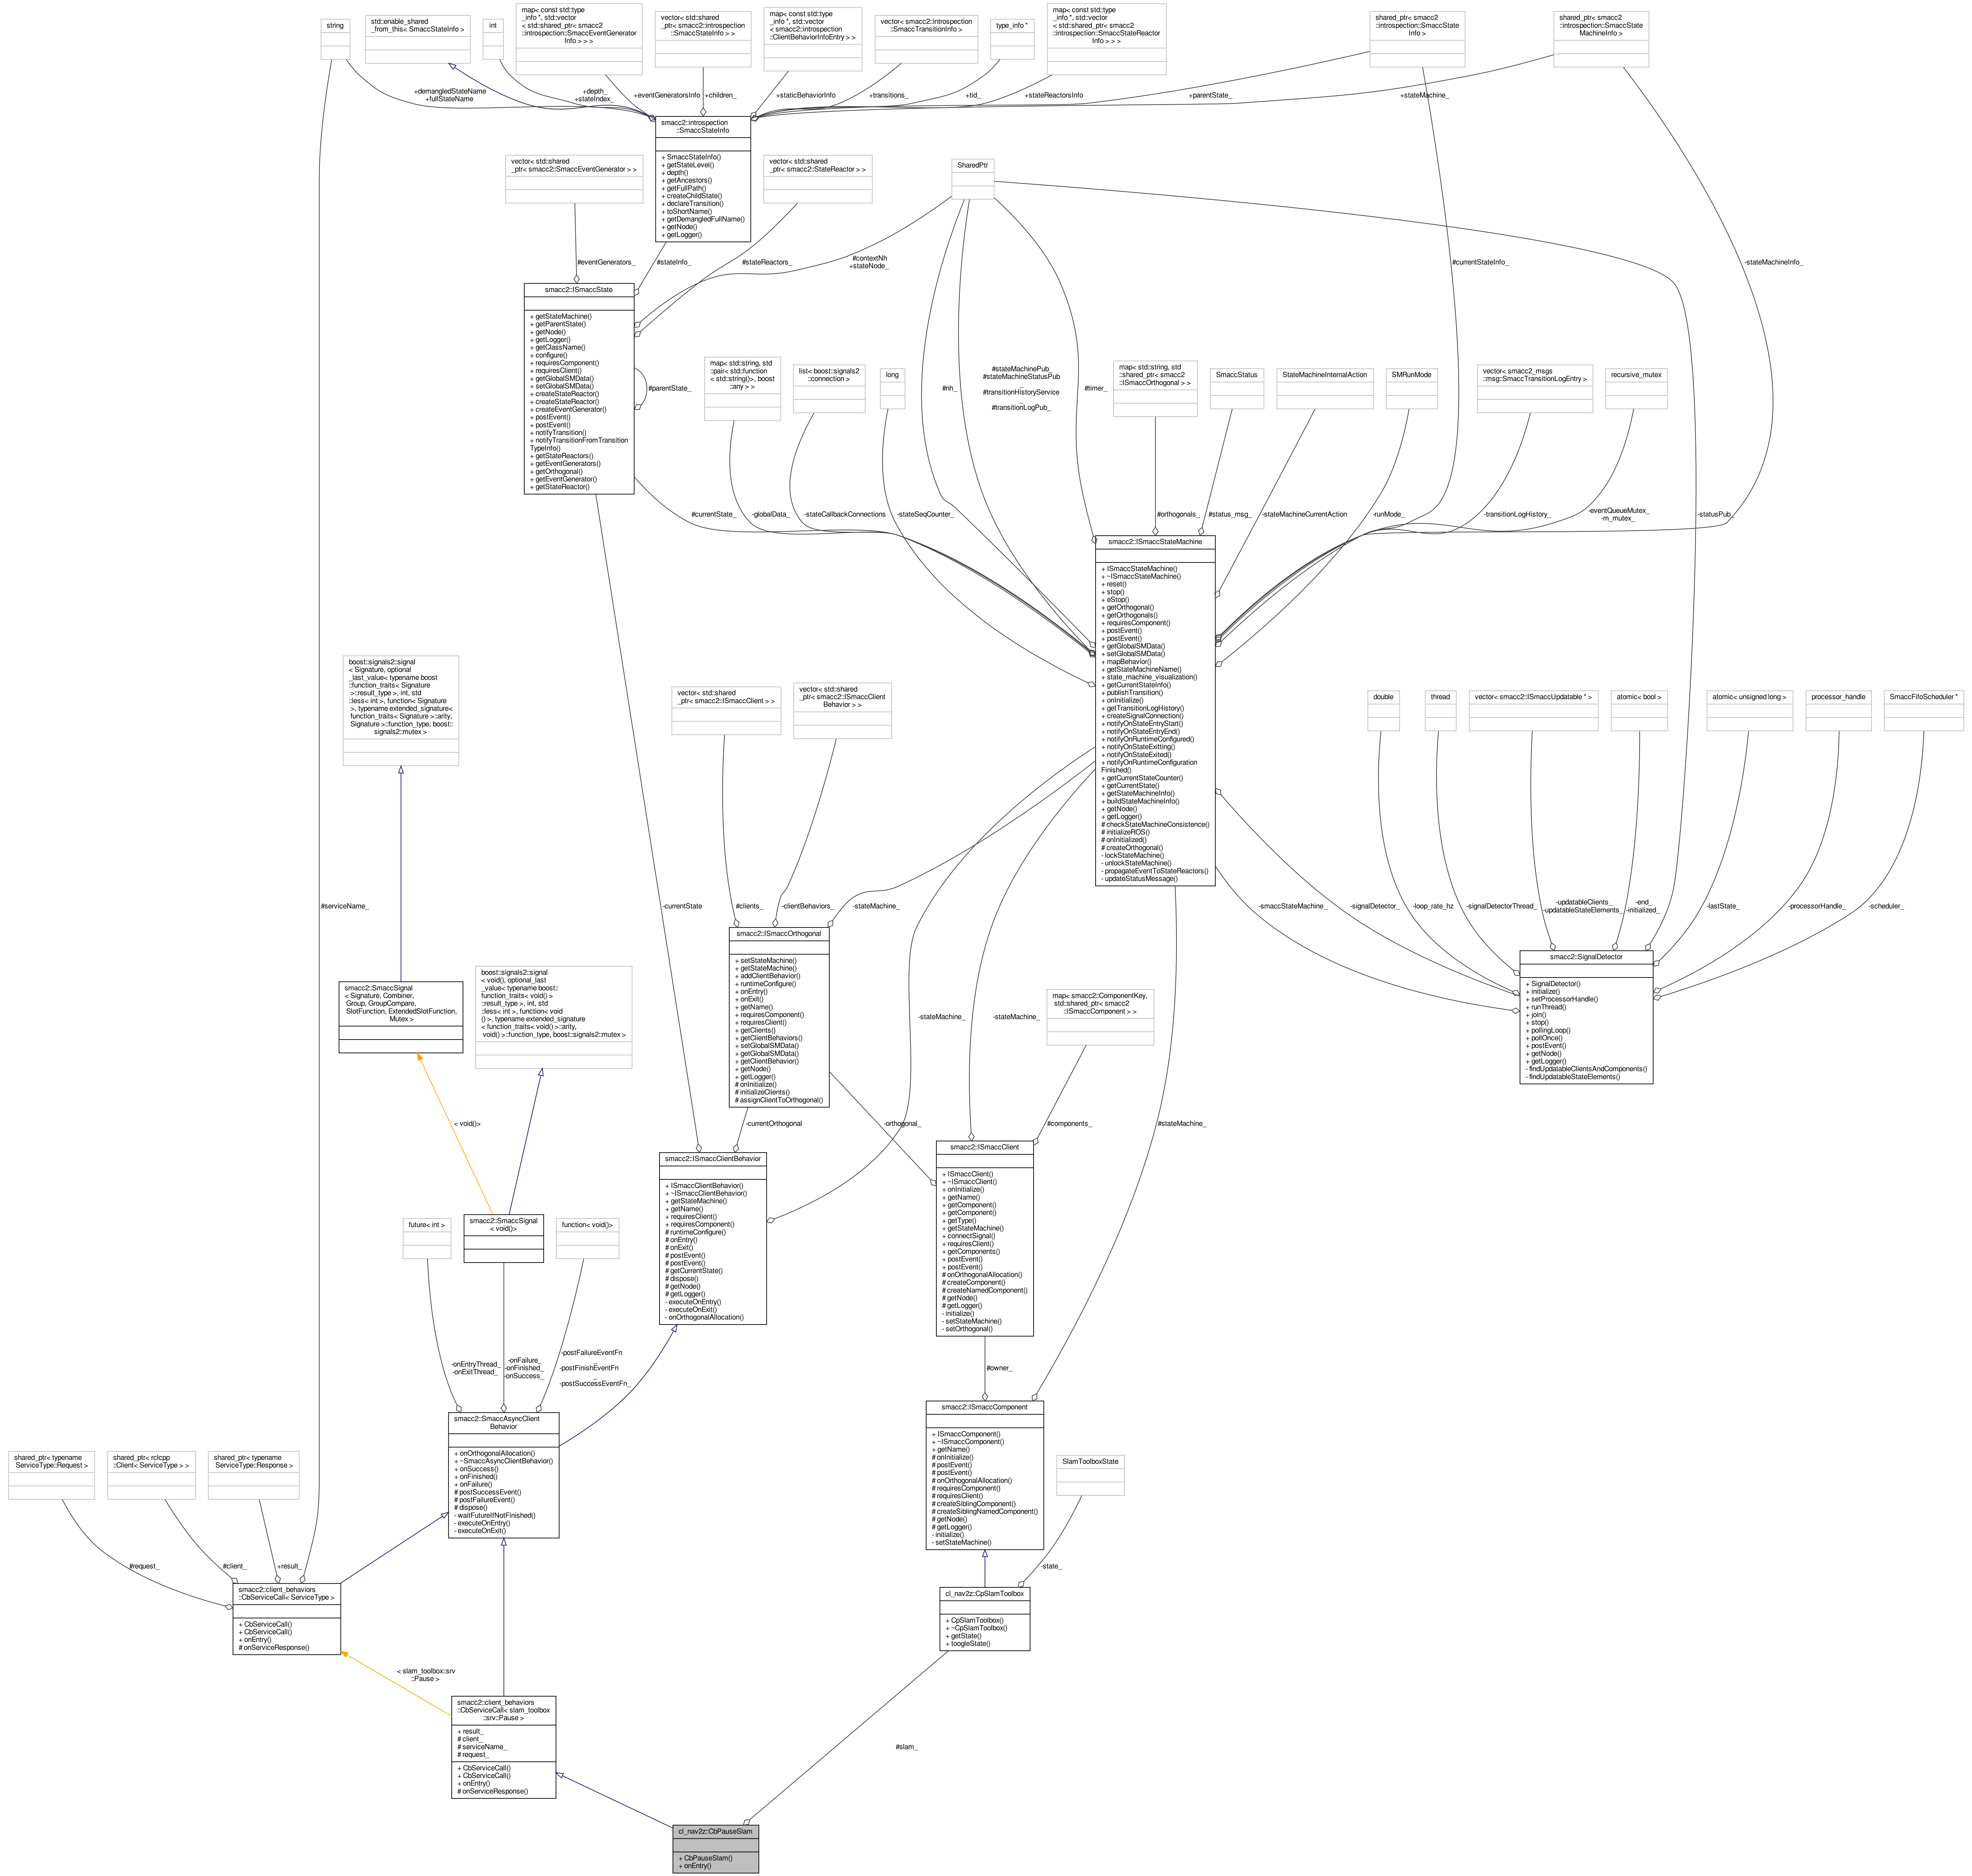 string
std::enable_shared
_from_this< SmaccStateInfo >
int
map< const std::type
_info *, std::vector
< std::shared_ptr< smacc2
::introspection::SmaccEventGenerator
Info > > >
vector< std::shared
_ptr< smacc2::introspection
::SmaccStateInfo > >
map< const std::type
_info *, std::vector
< smacc2::introspection
::ClientBehaviorInfoEntry > >
vector< smacc2::introspection
::SmaccTransitionInfo >
type_info *
map< const std::type
_info *, std::vector
< std::shared_ptr< smacc2
::introspection::SmaccStateReactor
Info > > >
shared_ptr< smacc2
::introspection::SmaccState
Info >
shared_ptr< smacc2
::introspection::SmaccState
MachineInfo >
+demangledStateName
+fullStateName
+depth_
+stateIndex_
+eventGeneratorsInfo
+children_
+staticBehaviorInfo
+transitions_
+tid_
+stateReactorsInfo
+parentState_
+stateMachine_
smacc2::introspection
::SmaccStateInfo
+ SmaccStateInfo()
+ getStateLevel()
+ depth()
+ getAncestors()
+ getFullPath()
+ createChildState()
+ declareTransition()
+ toShortName()
+ getDemangledFullName()
+ getNode()
+ getLogger()
vector< std::shared
_ptr< smacc2::SmaccEventGenerator > >
vector< std::shared
_ptr< smacc2::StateReactor > >
SharedPtr
#eventGenerators_
#stateInfo_
#stateReactors_
#contextNh
+stateNode_
#currentStateInfo_
-stateMachineInfo_
smacc2::ISmaccState
+ getStateMachine()
+ getParentState()
+ getNode()
+ getLogger()
+ getClassName()
+ configure()
+ requiresComponent()
+ requiresClient()
+ getGlobalSMData()
+ setGlobalSMData()
+ createStateReactor()
+ createStateReactor()
+ createEventGenerator()
+ postEvent()
+ postEvent()
+ notifyTransition()
+ notifyTransitionFromTransition
TypeInfo()
+ getStateReactors()
+ getEventGenerators()
+ getOrthogonal()
+ getEventGenerator()
+ getStateReactor()
#parentState_
map< std::string, std
::pair< std::function
< std::string()>, boost
::any > >
list< boost::signals2
::connection >
long
#nh_
#stateMachinePub_
#stateMachineStatusPub
_
#transitionHistoryService
_
#transitionLogPub_
#timer_
map< std::string, std
::shared_ptr< smacc2
::ISmaccOrthogonal > >
SmaccStatus
StateMachineInternalAction
SMRunMode
vector< smacc2_msgs
::msg::SmaccTransitionLogEntry >
recursive_mutex
#currentState_
-globalData_
-stateCallbackConnections
-stateSeqCounter_
#orthogonals_
#status_msg_
-stateMachineCurrentAction
-runMode_
-transitionLogHistory_
-eventQueueMutex_
-m_mutex_
-statusPub_
smacc2::ISmaccStateMachine
+ ISmaccStateMachine()
+ ~ISmaccStateMachine()
+ reset()
+ stop()
+ eStop()
+ getOrthogonal()
+ getOrthogonals()
+ requiresComponent()
+ postEvent()
+ postEvent()
+ getGlobalSMData()
+ setGlobalSMData()
+ mapBehavior()
+ getStateMachineName()
+ state_machine_visualization()
+ getCurrentStateInfo()
+ publishTransition()
+ onInitialize()
+ getTransitionLogHistory()
+ createSignalConnection()
+ notifyOnStateEntryStart()
+ notifyOnStateEntryEnd()
+ notifyOnRuntimeConfigured()
+ notifyOnStateExitting()
+ notifyOnStateExited()
+ notifyOnRuntimeConfiguration
Finished()
+ getCurrentStateCounter()
+ getCurrentState()
+ getStateMachineInfo()
+ buildStateMachineInfo()
+ getNode()
+ getLogger()
# checkStateMachineConsistence()
# initializeROS()
# onInitialized()
# createOrthogonal()
- lockStateMachine()
- unlockStateMachine()
- propagateEventToStateReactors()
- updateStatusMessage()
boost::signals2::signal
< Signature, optional
_last_value< typename boost
::function_traits< Signature
>::result_type >, int, std
::less< int >, function< Signature
>, typename extended_signature<
function_traits< Signature >::arity,
Signature >::function_type, boost::
signals2::mutex >
vector< std::shared
_ptr< smacc2::ISmaccClient > >
vector< std::shared
_ptr< smacc2::ISmaccClient
Behavior > >
double
thread
vector< smacc2::ISmaccUpdatable * >
atomic< bool >
atomic< unsigned long >
processor_handle
SmaccFifoScheduler *
#serviceName_
-currentState
#clients_
-clientBehaviors_
-stateMachine_
-smaccStateMachine_
-signalDetector_
-loop_rate_hz
-signalDetectorThread_
-updatableClients_
-updatableStateElements_
-end_
-initialized_
-lastState_
-processorHandle_
-scheduler_
smacc2::ISmaccOrthogonal
+ setStateMachine()
+ getStateMachine()
+ addClientBehavior()
+ runtimeConfigure()
+ onEntry()
+ onExit()
+ getName()
+ requiresComponent()
+ requiresClient()
+ getClients()
+ getClientBehaviors()
+ setGlobalSMData()
+ getGlobalSMData()
+ getClientBehavior()
+ getNode()
+ getLogger()
# onInitialize()
# initializeClients()
# assignClientToOrthogonal()
smacc2::SignalDetector
+ SignalDetector()
+ initialize()
+ setProcessorHandle()
+ runThread()
+ join()
+ stop()
+ pollingLoop()
+ pollOnce()
+ postEvent()
+ getNode()
+ getLogger()
- findUpdatableClientsAndComponents()
- findUpdatableStateElements()
smacc2::SmaccSignal
< Signature, Combiner,
Group, GroupCompare,
SlotFunction, ExtendedSlotFunction,
Mutex >
boost::signals2::signal
< void(), optional_last
_value< typename boost::
function_traits< void()>
::result_type >, int, std
::less< int >, function< void
() >, typename extended_signature
< function_traits< void()>::arity,
void() >::function_type, boost::signals2::mutex >
map< smacc2::ComponentKey,
std::shared_ptr< smacc2
::ISmaccComponent > >
-stateMachine_
-stateMachine_
< void()>
-currentOrthogonal
-orthogonal_
#components_
#stateMachine_
smacc2::ISmaccClientBehavior
+ ISmaccClientBehavior()
+ ~ISmaccClientBehavior()
+ getStateMachine()
+ getName()
+ requiresClient()
+ requiresComponent()
# runtimeConfigure()
# onEntry()
# onExit()
# postEvent()
# postEvent()
# getCurrentState()
# dispose()
# getNode()
# getLogger()
- executeOnEntry()
- executeOnExit()
- onOrthogonalAllocation()
smacc2::ISmaccClient
+ ISmaccClient()
+ ~ISmaccClient()
+ onInitialize()
+ getName()
+ getComponent()
+ getComponent()
+ getType()
+ getStateMachine()
+ connectSignal()
+ requiresClient()
+ getComponents()
+ postEvent()
+ postEvent()
# onOrthogonalAllocation()
# createComponent()
# createNamedComponent()
# getNode()
# getLogger()
- initialize()
- setStateMachine()
- setOrthogonal()
future< int >
smacc2::SmaccSignal
< void()>
function< void()>
-onEntryThread_
-onExitThread_
-onFailure_
-onFinished_
-onSuccess_
-postFailureEventFn
_
-postFinishEventFn
_
-postSuccessEventFn_
#owner_
smacc2::SmaccAsyncClient
Behavior
+ onOrthogonalAllocation()
+ ~SmaccAsyncClientBehavior()
+ onSuccess()
+ onFinished()
+ onFailure()
# postSuccessEvent()
# postFailureEvent()
# dispose()
- waitFutureIfNotFinished()
- executeOnEntry()
- executeOnExit()
smacc2::ISmaccComponent
+ ISmaccComponent()
+ ~ISmaccComponent()
+ getName()
# onInitialize()
# postEvent()
# postEvent()
# onOrthogonalAllocation()
# requiresComponent()
# requiresClient()
# createSiblingComponent()
# createSiblingNamedComponent()
# getNode()
# getLogger()
- initialize()
- setStateMachine()
shared_ptr< typename
ServiceType::Request >
shared_ptr< rclcpp
::Client< ServiceType > >
shared_ptr< typename
ServiceType::Response >
SlamToolboxState
#request_
#client_
+result_
-state_
smacc2::client_behaviors
::CbServiceCall< ServiceType >
+ CbServiceCall()
+ CbServiceCall()
+ onEntry()
# onServiceResponse()
cl_nav2z::CpSlamToolbox
+ CpSlamToolbox()
+ ~CpSlamToolbox()
+ getState()
+ toogleState()
< slam_toolbox::srv
::Pause >
smacc2::client_behaviors
::CbServiceCall< slam_toolbox
::srv::Pause >
+ result_
# client_
# serviceName_
# request_
+ CbServiceCall()
+ CbServiceCall()
+ onEntry()
# onServiceResponse()
#slam_
cl_nav2z::CbPauseSlam
+ CbPauseSlam()
+ onEntry()